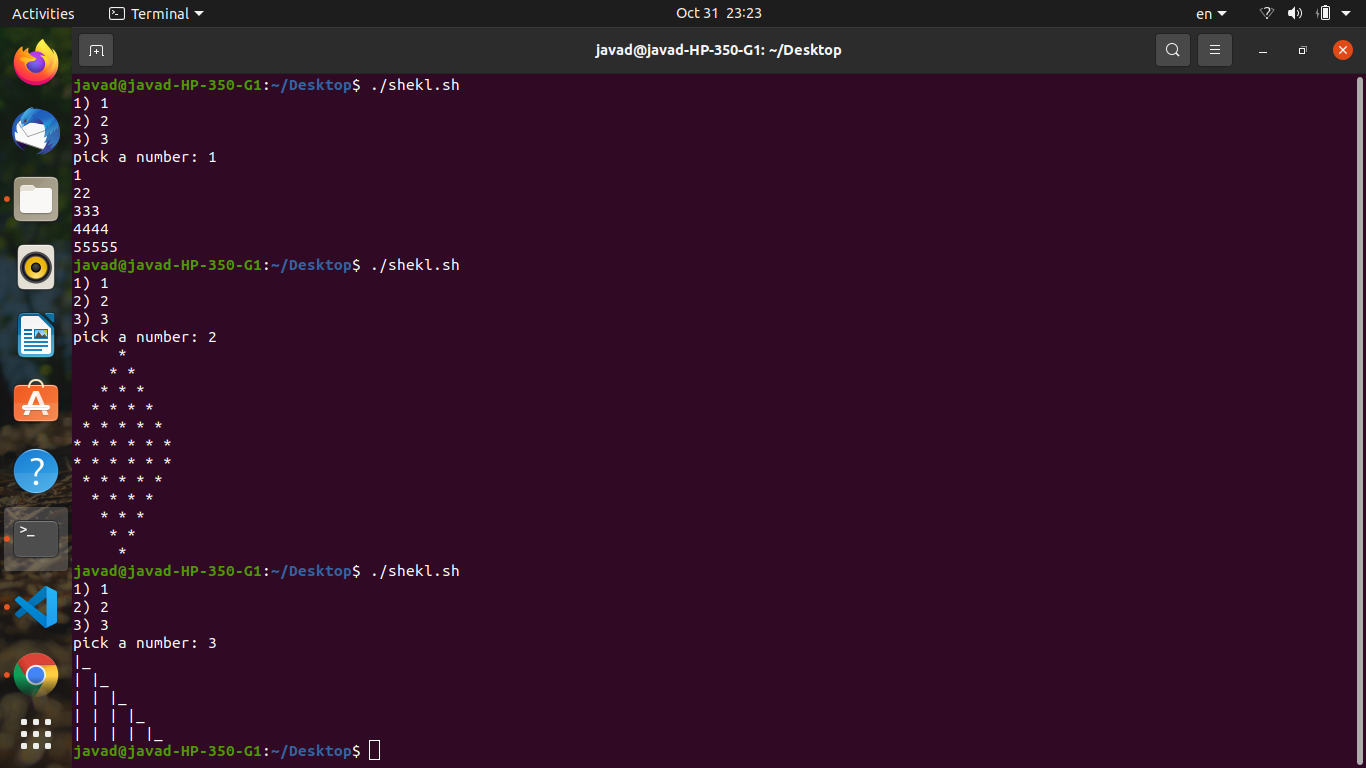 Activities Terminal Oct 31 23:23 en
javad@javad-HP-350-G1: ~/Desktop
javad@javad-HP-350-G1:~/Desktop$ ./shekl.sh
1) 1
2) 2
3) 3
pick a number: 1
1
22
333
4444
55555
javad@javad-HP-350-G1:~/Desktop$ ./shekl.sh
1) 1
2) 2
3) 3
pick a number: 2
     *
    * *
   * * *
  * * * *
 * * * * *
* * * * * *
* * * * * *
 * * * * *
  * * * *
   * * *
    * *
     *
javad@javad-HP-350-G1:~/Desktop$ ./shekl.sh
1) 1
2) 2
3) 3
pick a number: 3
|_
| |_
| | |_
| | | |_
| | | | |_
javad@javad-HP-350-G1:~/Desktop$